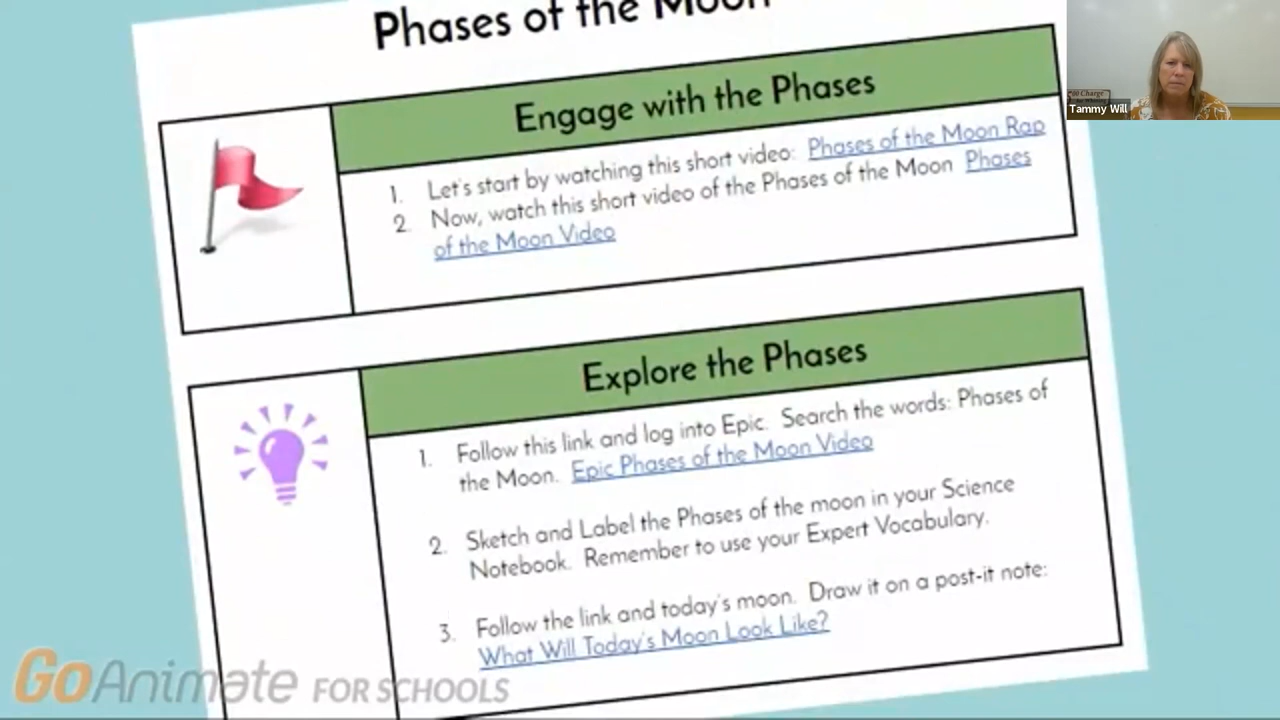 Phases of the Moon
Engage with the Phases
1. Let's start by watching this short video: Phases of the Moon Rap
2. Now, watch this short video of the Phases of the Moon Phases
of the Moon Video
Explore the Phases
1. Follow this link and log into Epic. Search the words: Phases of
the Moon. Epic Phases of the Moon Video
2. Sketch and Label the Phases of the moon in your Science
Notebook. Remember to use your Expert Vocabulary.
3. Follow the link and today's moon. Draw it on a post-it note:
What Will Today's Moon Look Like?
GoAnimate FOR SCHOOLS
Charge
Tammy Will